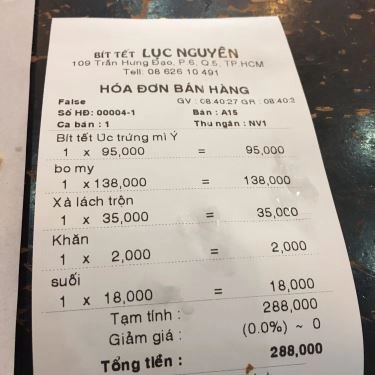 BÍT TẾT LỤC NGUYÊN
109 Trần Hưng Đạo, P.6, Q.5, TP.HCM
Tell: 08 626 10 491
HÓA ĐƠN BÁN HÀNG
False GV : 08:40:27 GR : 08:40:3
Số HĐ: 00004-1 Bàn : A15
Ca bán : 1 Thu ngân : NV1
Bít tết Uc trứng mì Ý
1 x 95,000 = 95,000
bo my
1 x 138,000 = 138,000
Xà lách trộn
1 x 35,000 = 35,000
Khăn
1 x 2,000 = 2,000
suối
1 x 18,000 = 18,000
Tạm tính : 288,000
Giảm giá : (0.0%) ~ 0
Tổng tiền : 288,000